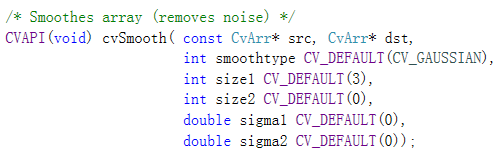 /* Smoothes array (removes noise) */
CVAPI(void) cvSmooth( const CvArr* src, CvArr* dst,
int smoothtype CV_DEFAULT(CV_GAUSSIAN),
int size1 CV_DEFAULT(3),
int size2 CV_DEFAULT(0),
double sigma1 CV_DEFAULT(0),
double sigma2 CV_DEFAULT(0));